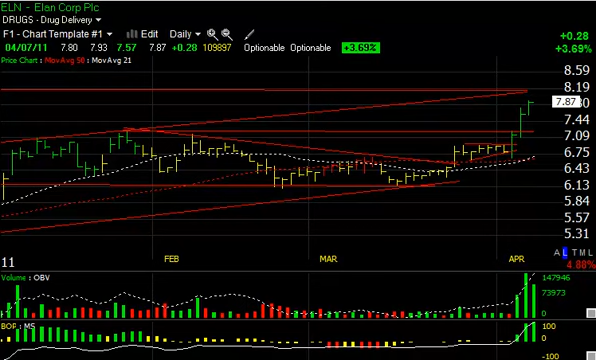 ELN - Elan Corp Plc
DRUGS - Drug Delivery
F1 - Chart Template #1 Edit Daily
+0.28
04/07/11 7.80 7.93 7.57 7.87 +0.28 109897 Optionable Optionable +3.69% +3.69%
Price Chart : MovAvg 50 : MovAvg 21
8.59
8.19
7.87
7.44
7.09
6.75
6.43
6.13
5.84
5.57
5.31
A L T M L
11 FEB MAR APR 4.86%
Volume : OBV
147946
73973
0
BOP : MS
100
0
-100